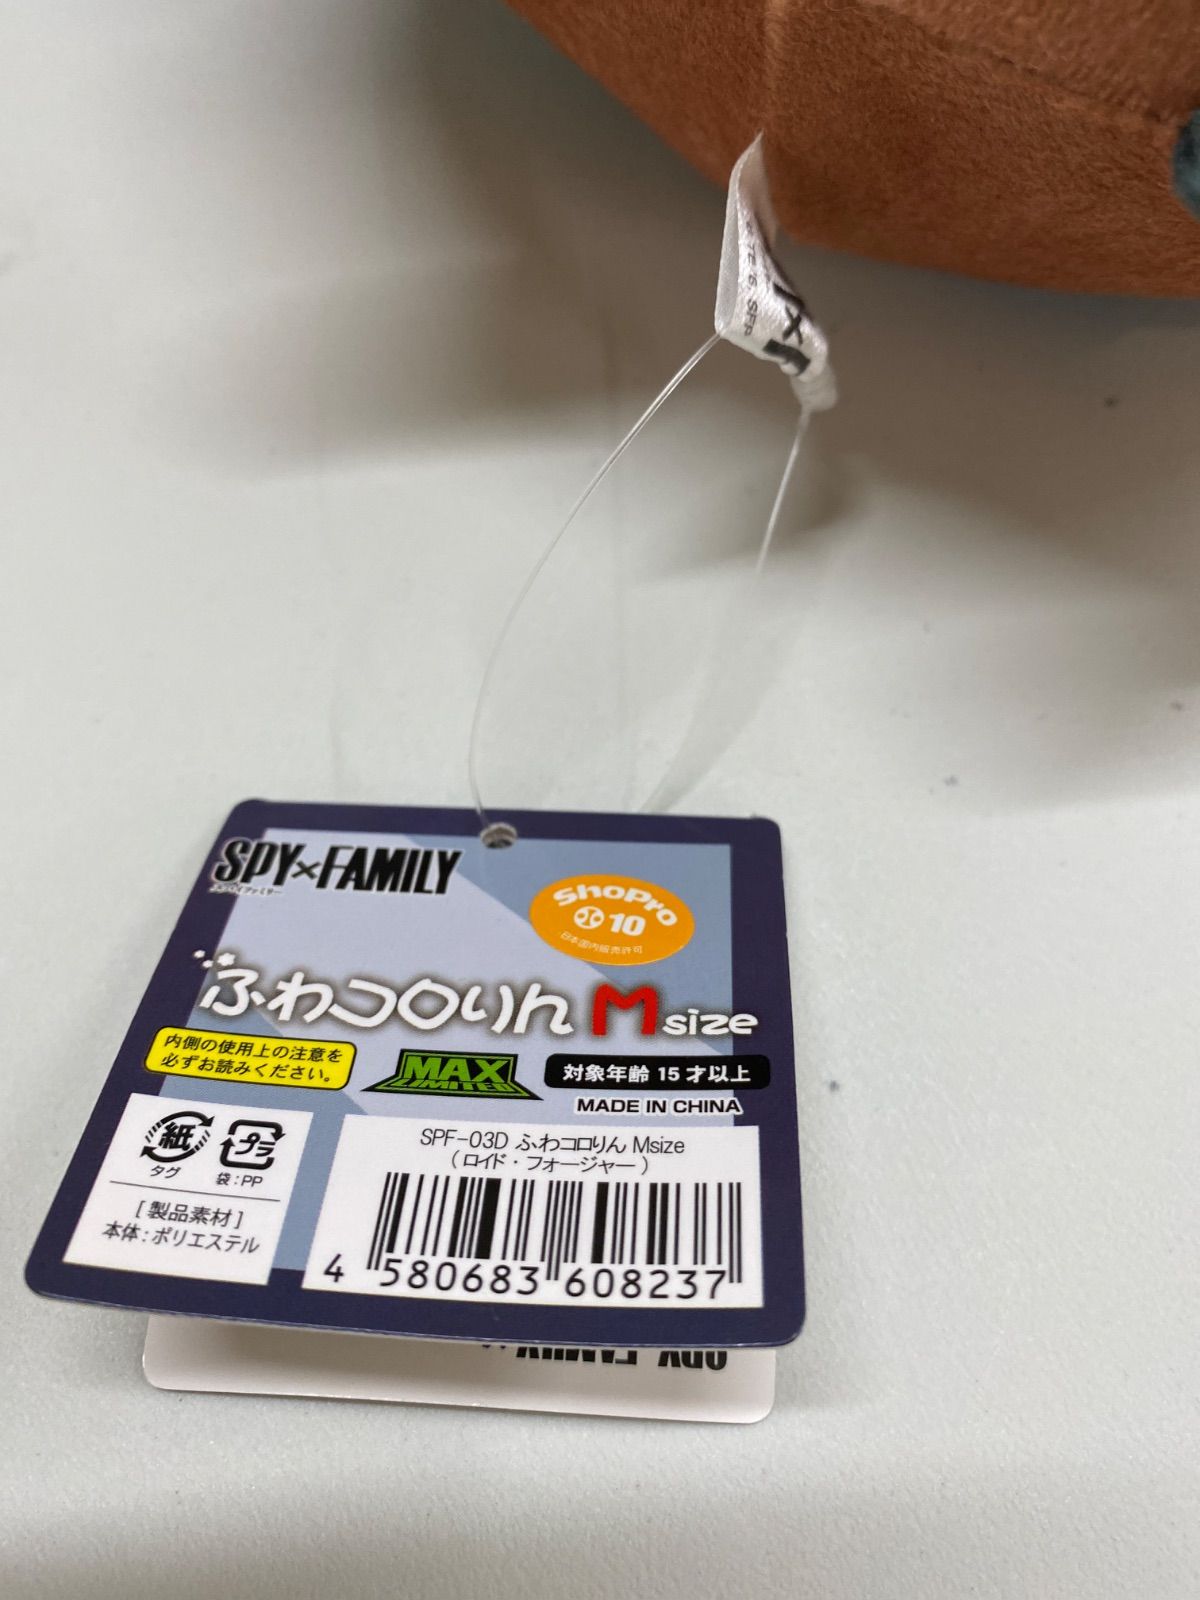 SPY×FAMILY
スパイファミリー
ShoPro
10
日本国内販売許可
ふわコロりん Msize
内側の使用上の注意を
必ずお読みください。
MAX
LIMITED
対象年齢 15 才以上
MADE IN CHINA
紙
タグ
プラ
袋:PP
[製品素材]
本体:ポリエステル
SPF-03D ふわコロりん Msize
(ロイド・フォージャー)
4 580683 608237